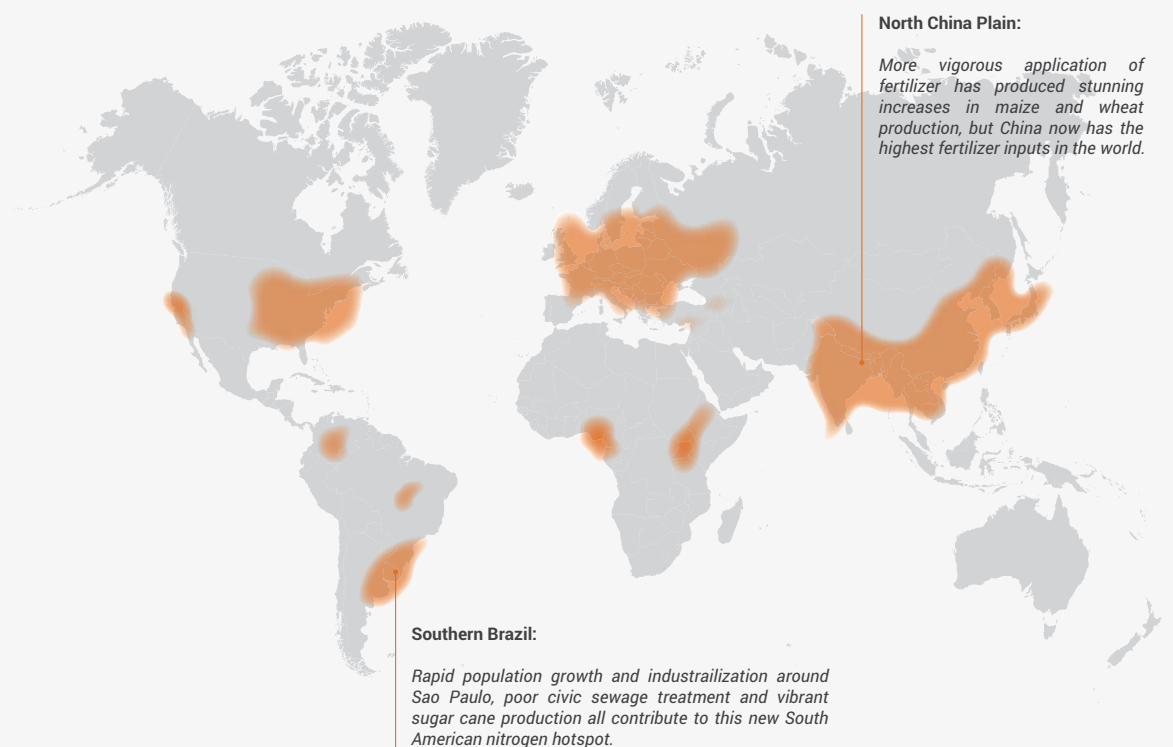 North China Plain:
More vigorous application of
fertilizer has produced stunning
increases in maize and wheat
production, but China now has the
highest fertilizer inputs in the world.
Southern Brazil:
Rapid population growth and industrailization around
Sao Paulo, poor civic sewage treatment and vibrant
sugar cane production all contribute to this new South
American nitrogen hotspot.